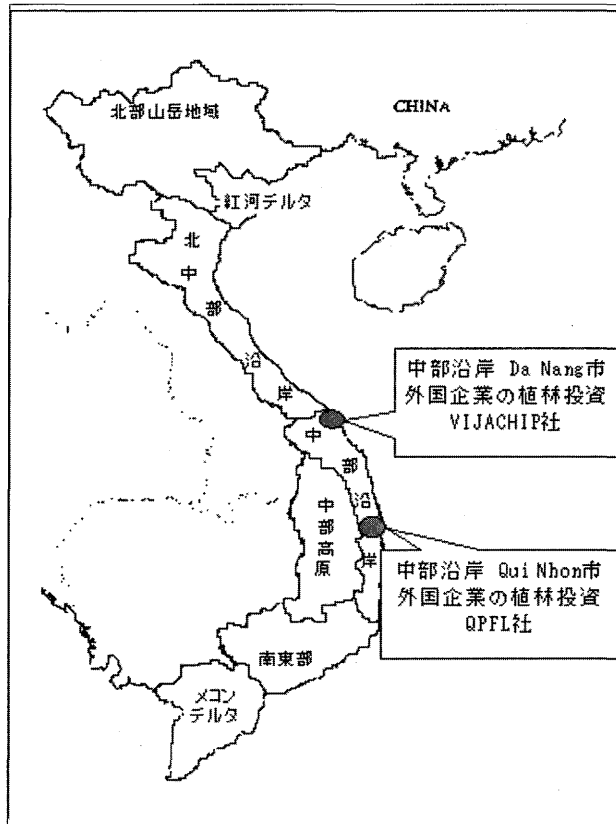 北部山岳地域
CHINA
紅河デルタ
北中部沿岸
中部沿岸 Da Nang市
外国企業の植林投資
VIJACHIP社
中部沿岸
中部高原
中部沿岸 Qui Nhon市
外国企業の植林投資
QPFL社
南東部
メコン
デルタ